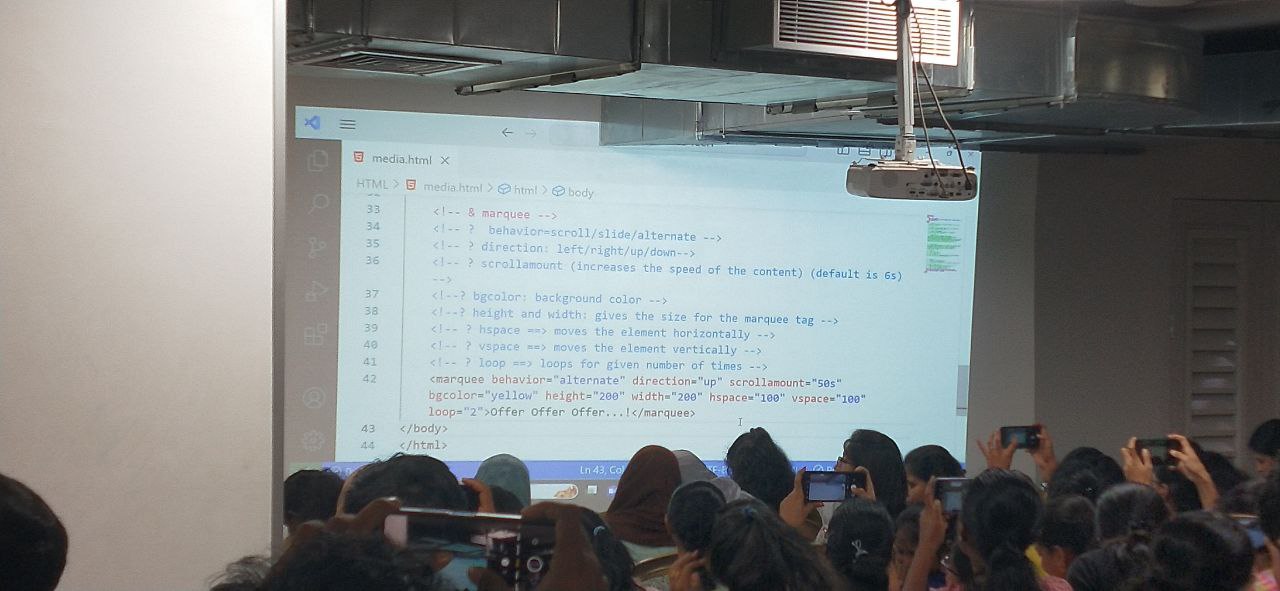 media.html
HTML > media.html > html > body
33 <!-- & marquee -->
34 <!-- ? behavior=scroll/slide/alternate -->
35 <!-- ? direction: left/right/up/down-->
36 <!-- ? scrollamount (increases the speed of the content) (default is 6s)
-->
37 <!--? bgcolor: background color -->
38 <!--? height and width: gives the size for the marquee tag -->
39 <!-- ? hspace ==> moves the element horizontally -->
40 <!-- ? vspace ==> moves the element vertically -->
41 <!-- ? loop ==> loops for given number of times -->
42 <marquee behavior="alternate" direction="up" scrollamount="50s"
bgcolor="yellow" height="200" width="200" hspace="100" vspace="100"
loop="2">Offer Offer Offer...!</marquee>
43 </body>
44 </html>
Ln 43,